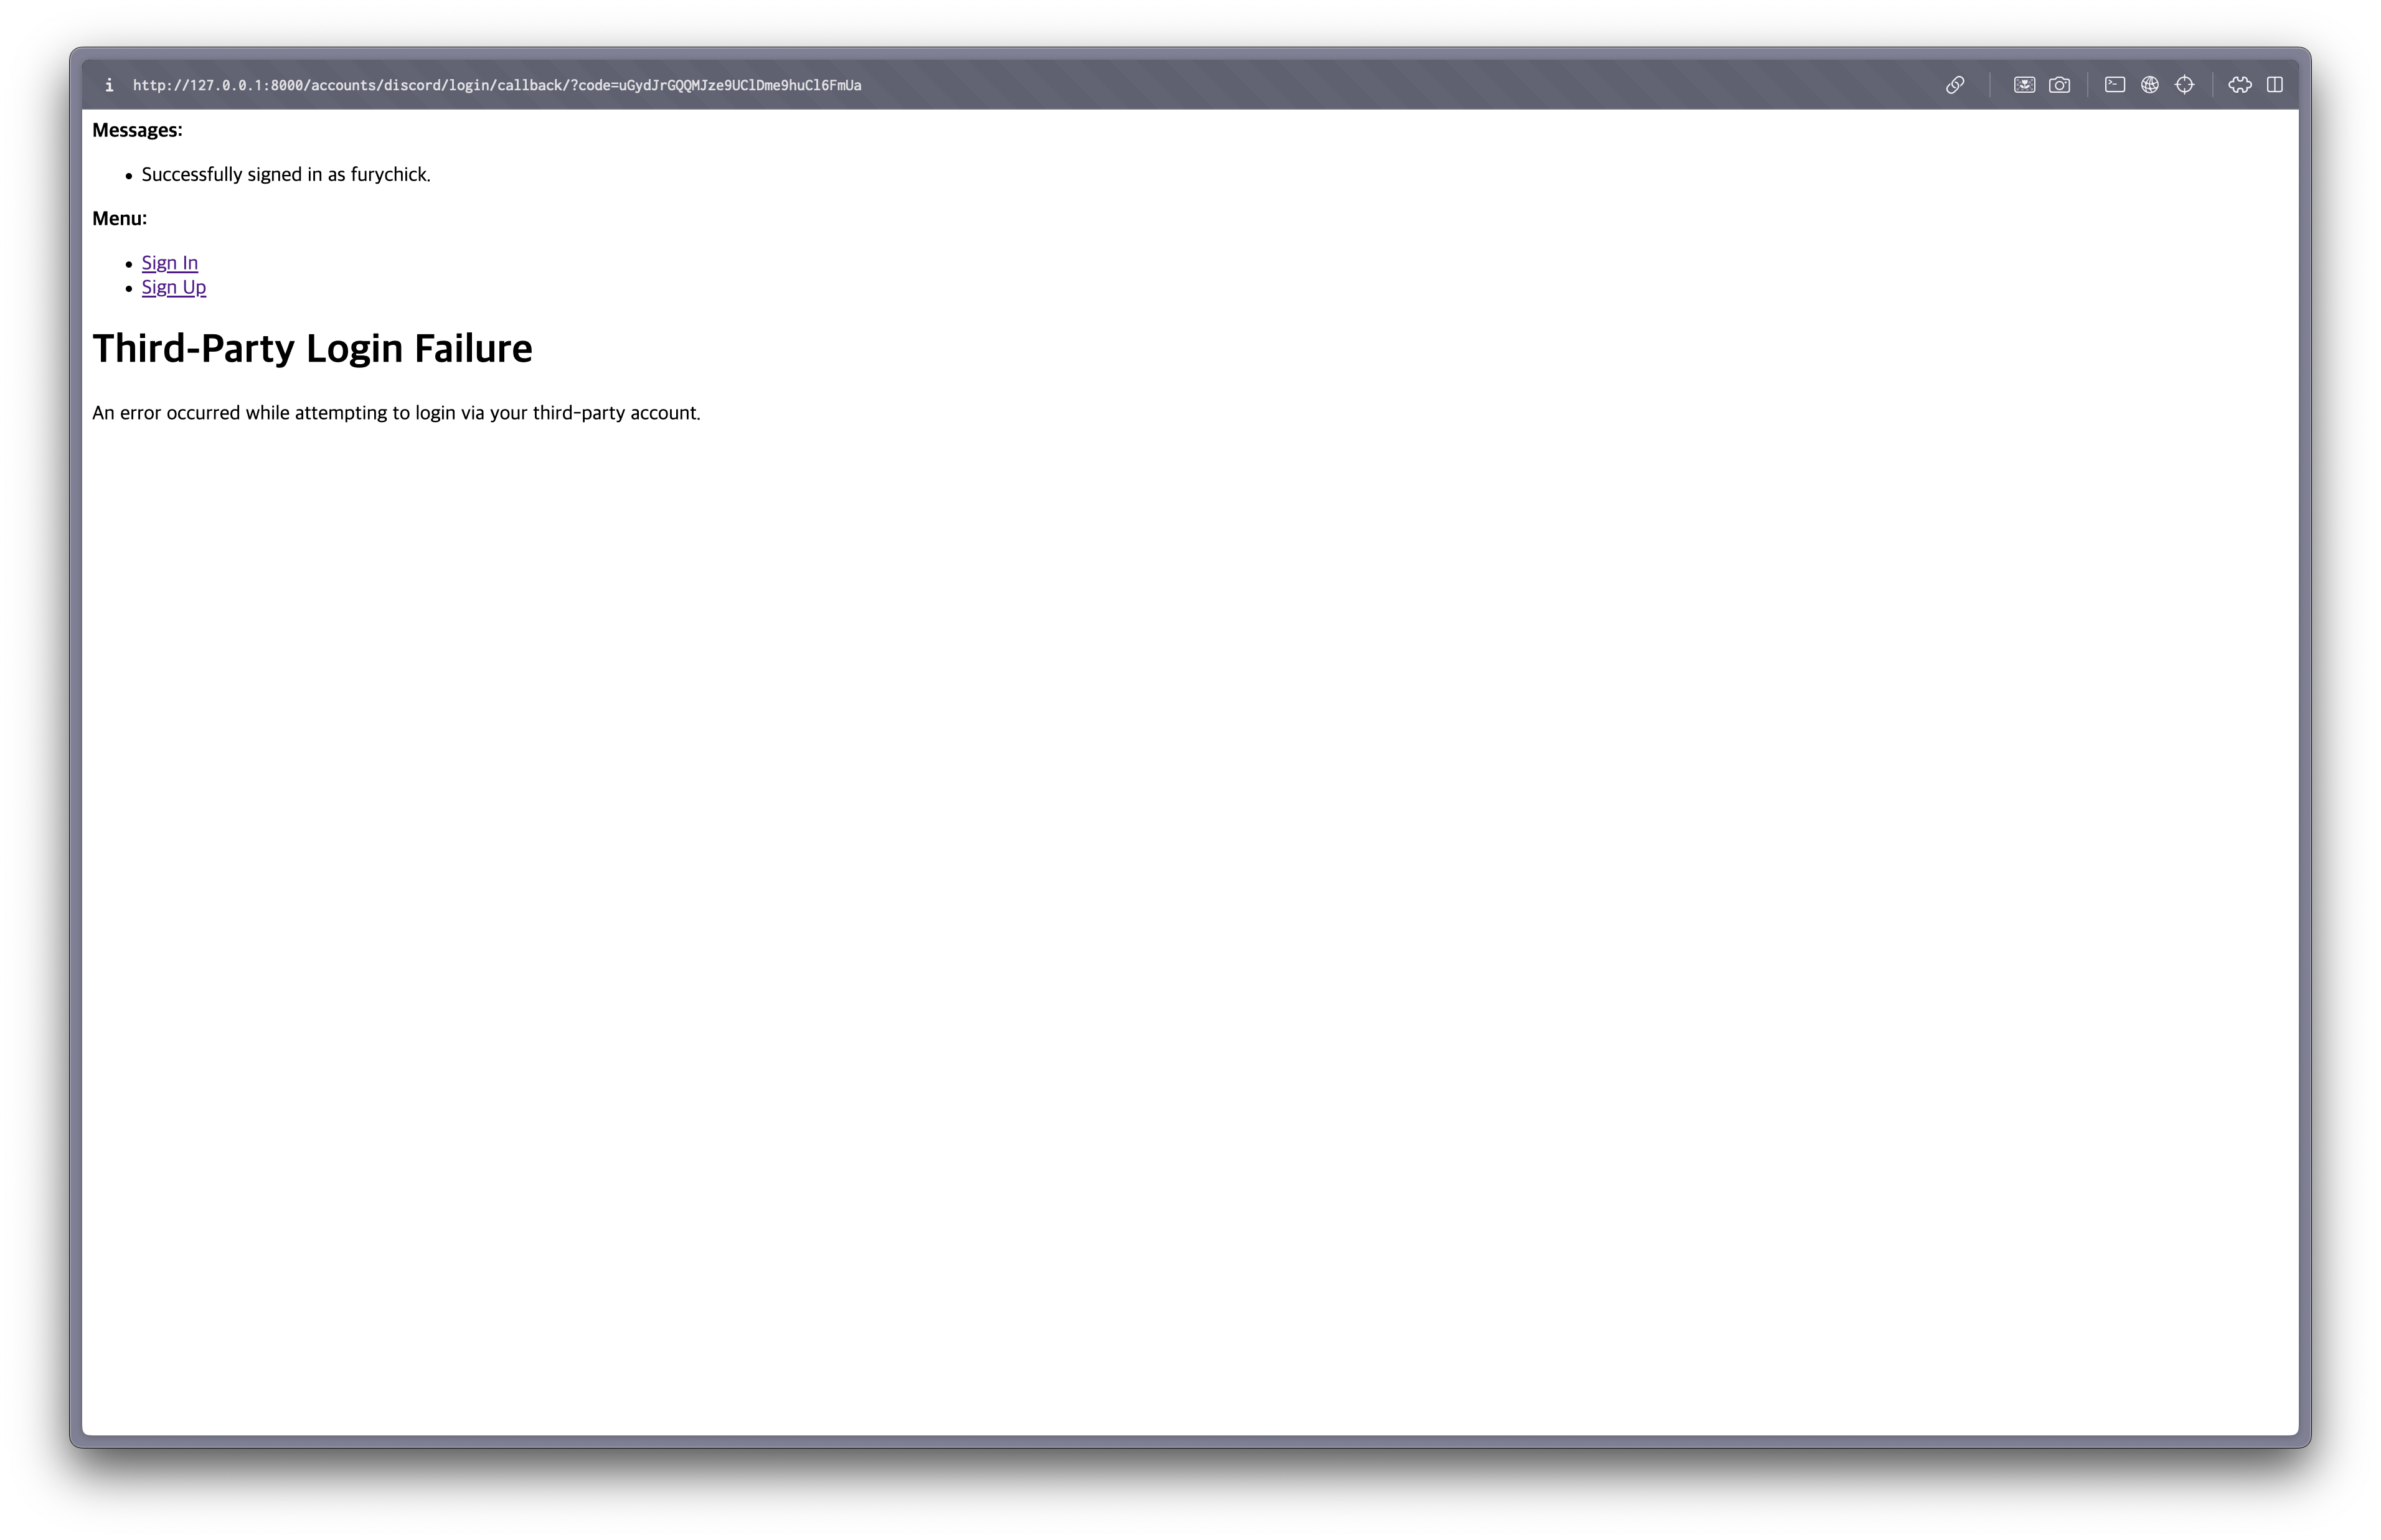 i http://127.0.0.1:8000/accounts/discord/login/callback/?code=uGydJrGQQMJze9UClDme9huCl6FmUa
Messages:
Successfully signed in as furychick.
Menu:
Sign In
Sign Up
Third-Party Login Failure
An error occurred while attempting to login via your third-party account.